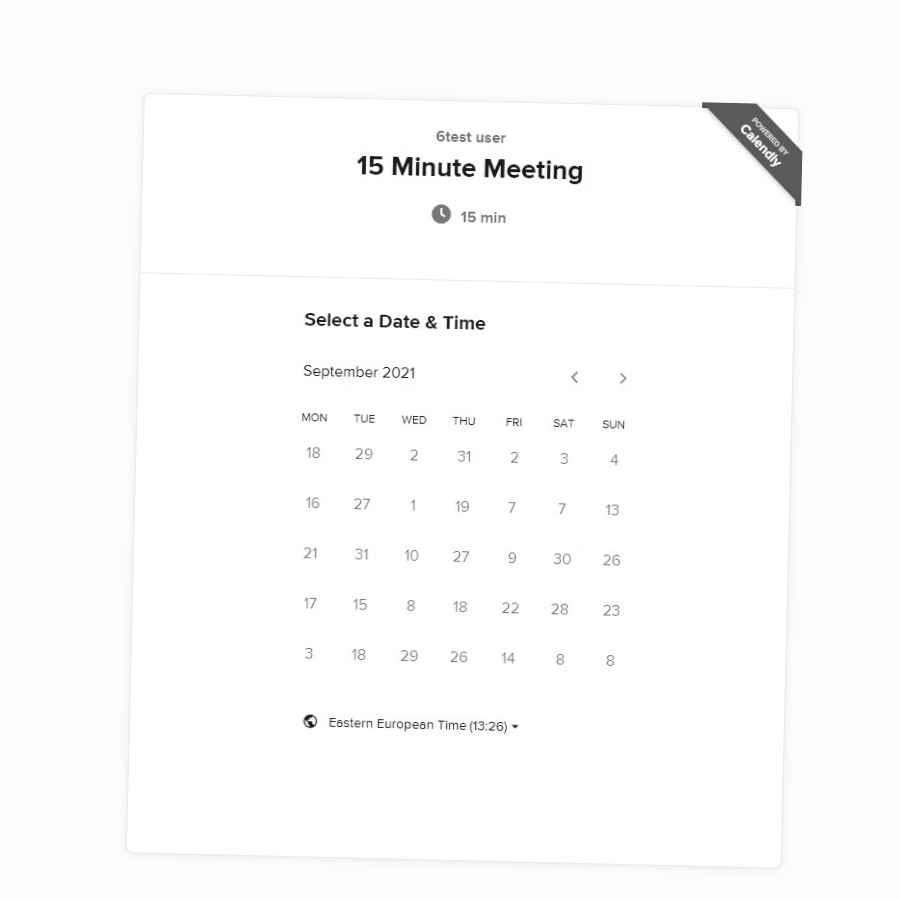 6test user
15 Minute Meeting
15 min
POWERED BY
Calendly
Select a Date & Time
September 2021
MON TUE WED THU FRI SAT SUN
18 29 2 31 2 3 4
16 27 1 19 7 7 13
21 31 10 27 9 30 26
17 15 8 18 22 28 23
3 18 29 26 14 8 8
Eastern European Time (13:26)